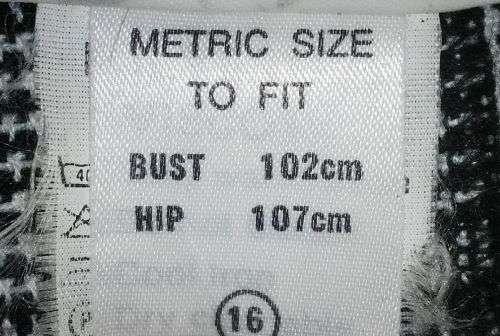 METRIC SIZE
TO FIT
BUST 102cm
HIP 107cm
16